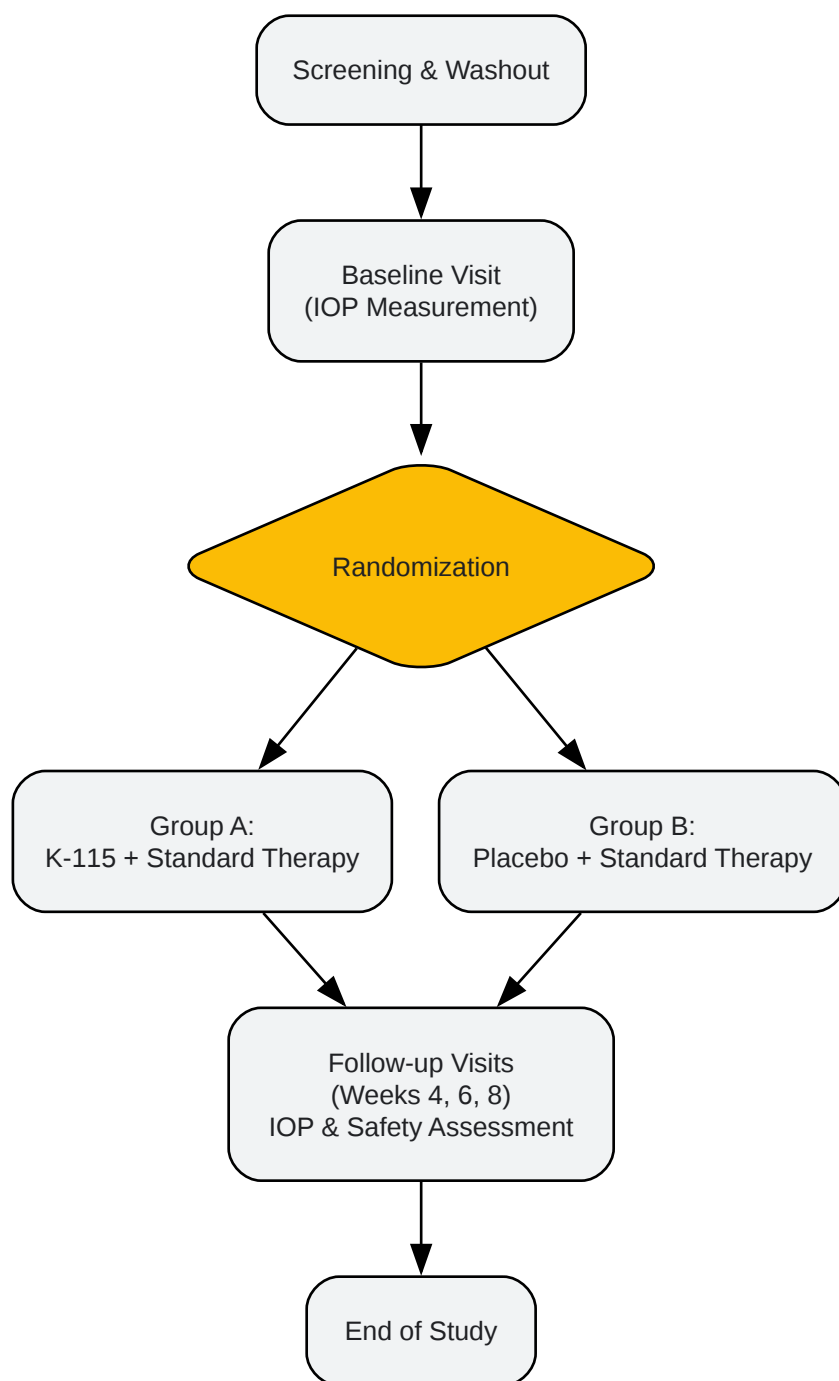 Screening & Washout
Baseline Visit
(IOP Measurement)
Randomization
Group A:
K-115 + Standard Therapy
Group B:
Placebo + Standard Therapy
Follow-up Visits
(Weeks 4, 6, 8)
IOP & Safety Assessment
End of Study